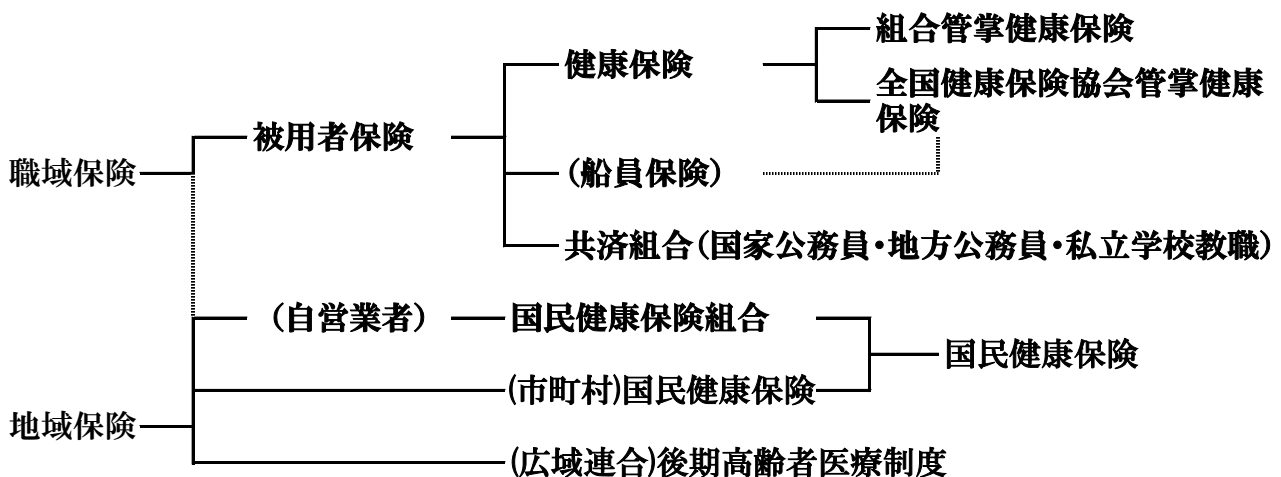 組合管掌健康保険
健康保険
全国健康保険協会管掌健康
保険
被用者保険
職域保険
(船員保険)
共済組合(国家公務員・地方公務員・私立学校教職)
(自営業者)
国民健康保険組合
国民健康保険
(市町村)国民健康保険
地域保険
(広域連合)後期高齢者医療制度